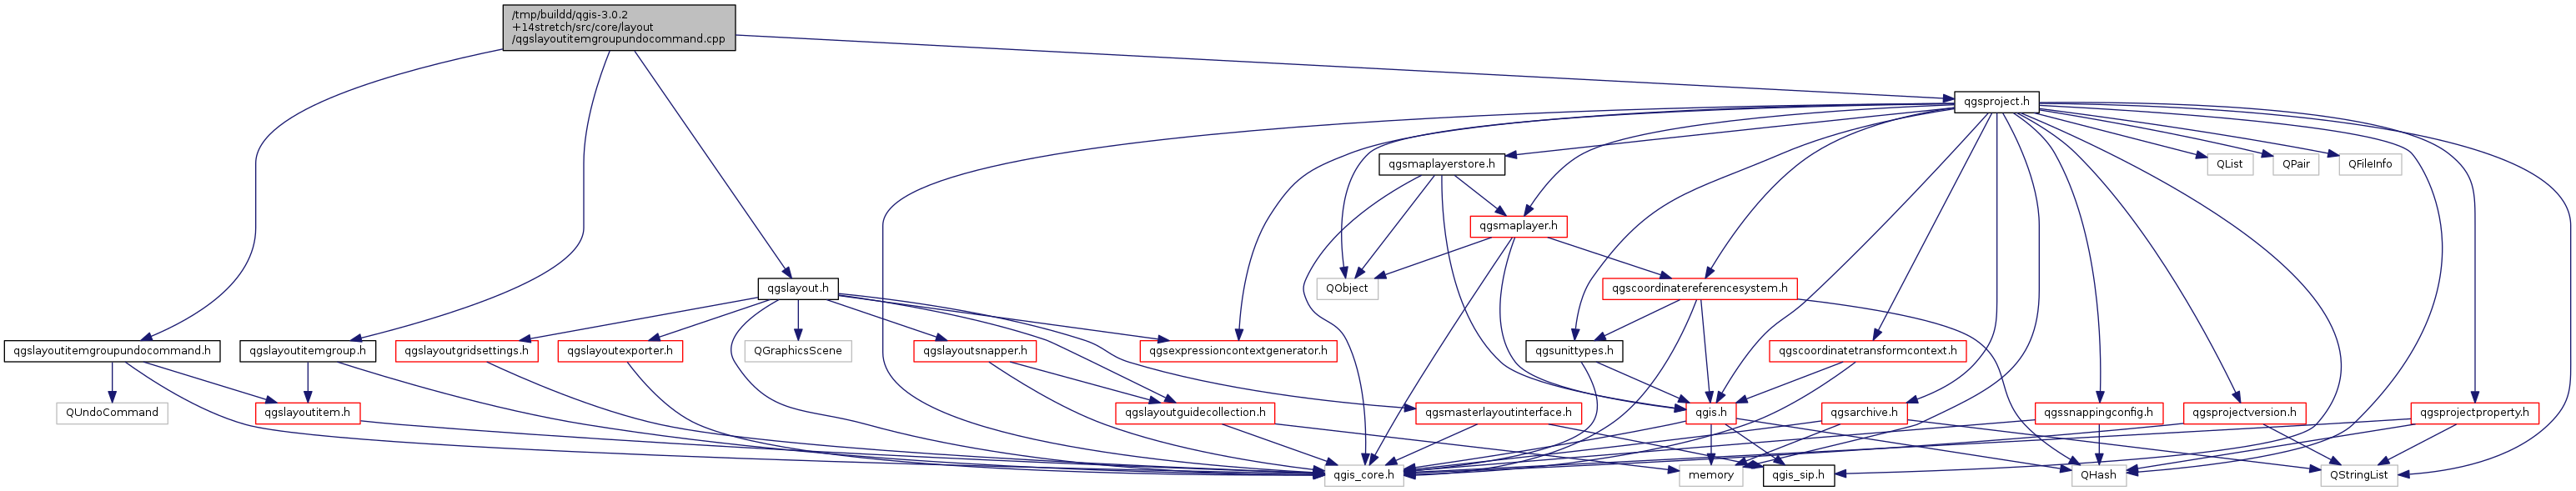 /tmp/buildd/qgis-3.0.2
+14stretch/src/core/layout
/qgslayoutitemgroupundocommand.cpp
qgsproject.h
qgsmaplayerstore.h
QList
QPair
QFileInfo
qgsmaplayer.h
qgslayout.h
QObject
qgscoordinatereferencesystem.h
qgslayoutitemgroupundocommand.h
qgslayoutitemgroup.h
qgslayoutgridsettings.h
qgslayoutexporter.h
QGraphicsScene
qgslayoutsnapper.h
qgsexpressioncontextgenerator.h
qgsunittypes.h
qgscoordinatetransformcontext.h
QUndoCommand
qgslayoutitem.h
qgslayoutguidecollection.h
qgsmasterlayoutinterface.h
qgis.h
qgsarchive.h
qgssnappingconfig.h
qgsprojectversion.h
qgsprojectproperty.h
qgis_core.h
memory
qgis_sip.h
QHash
QStringList